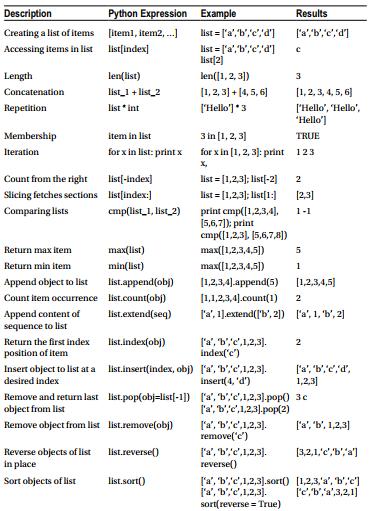 Description Python Expression Example Results
Creating a list of items [item1, item2, …] list = [‘a’,‘b’,‘c’,‘d’] [‘a’,‘b’,‘c’,‘d’]
Accessing items in list list[index] list = [‘a’,‘b’,‘c’,‘d’] c
list[2]
Length len(list) len([1, 2, 3]) 3
Concatenation list_1 + list_2 [1, 2, 3] + [4, 5, 6] [1, 2, 3, 4, 5, 6]
Repetition list * int [‘Hello’] * 3 [‘Hello’, ‘Hello’,
‘Hello’]
Membership item in list 3 in [1, 2, 3] TRUE
Iteration for x in list: print x for x in [1, 2, 3]: print 1 2 3
x,
Count from the right list[-index] list = [1,2,3]; list[-2] 2
Slicing fetches sections list[index:] list = [1,2,3]; list[1:] [2,3]
Comparing lists cmp(list_1, list_2) print cmp([1,2,3,4], 1 -1
[5,6,7]); print
cmp([1,2,3], [5,6,7,8])
Return max item max(list) max([1,2,3,4,5]) 5
Return min item min(list) max([1,2,3,4,5]) 1
Append object to list list.append(obj) [1,2,3,4].append(5) [1,2,3,4,5]
Count item occurrence list.count(obj) [1,1,2,3,4].count(1) 2
Append content of list.extend(seq) [‘a’, 1].extend([‘b’, 2]) [‘a’, 1, ‘b’, 2]
sequence to list
Return the first index list.index(obj) [‘a’, ‘b’,‘c’,1,2,3]. 2
position of item index(‘c’)
Insert object to list at a list.insert(index, obj) [‘a’, ‘b’,‘c’,1,2,3]. [‘a’, ‘b’,‘c’,‘d’,
desired index insert(4, ‘d’) 1,2,3]
Remove and return last list.pop(obj=list[-1]) [‘a’, ‘b’,‘c’,1,2,3].pop() 3 c
object from list [‘a’, ‘b’,‘c’,1,2,3].pop(2)
Remove object from list list.remove(obj) [‘a’, ‘b’,‘c’,1,2,3]. [‘a’, ‘b’, 1,2,3]
remove(‘c’)
Reverse objects of list list.reverse() [‘a’, ‘b’,‘c’,1,2,3]. [3,2,1,‘c’,‘b’,‘a’]
in place reverse()
Sort objects of list list.sort() [‘a’, ‘b’,‘c’,1,2,3].sort() [1,2,3,‘a’, ‘b’,‘c’]
[‘a’, ‘b’,‘c’,1,2,3]. [‘c’,‘b’,‘a’,3,2,1]
sort(reverse = True)